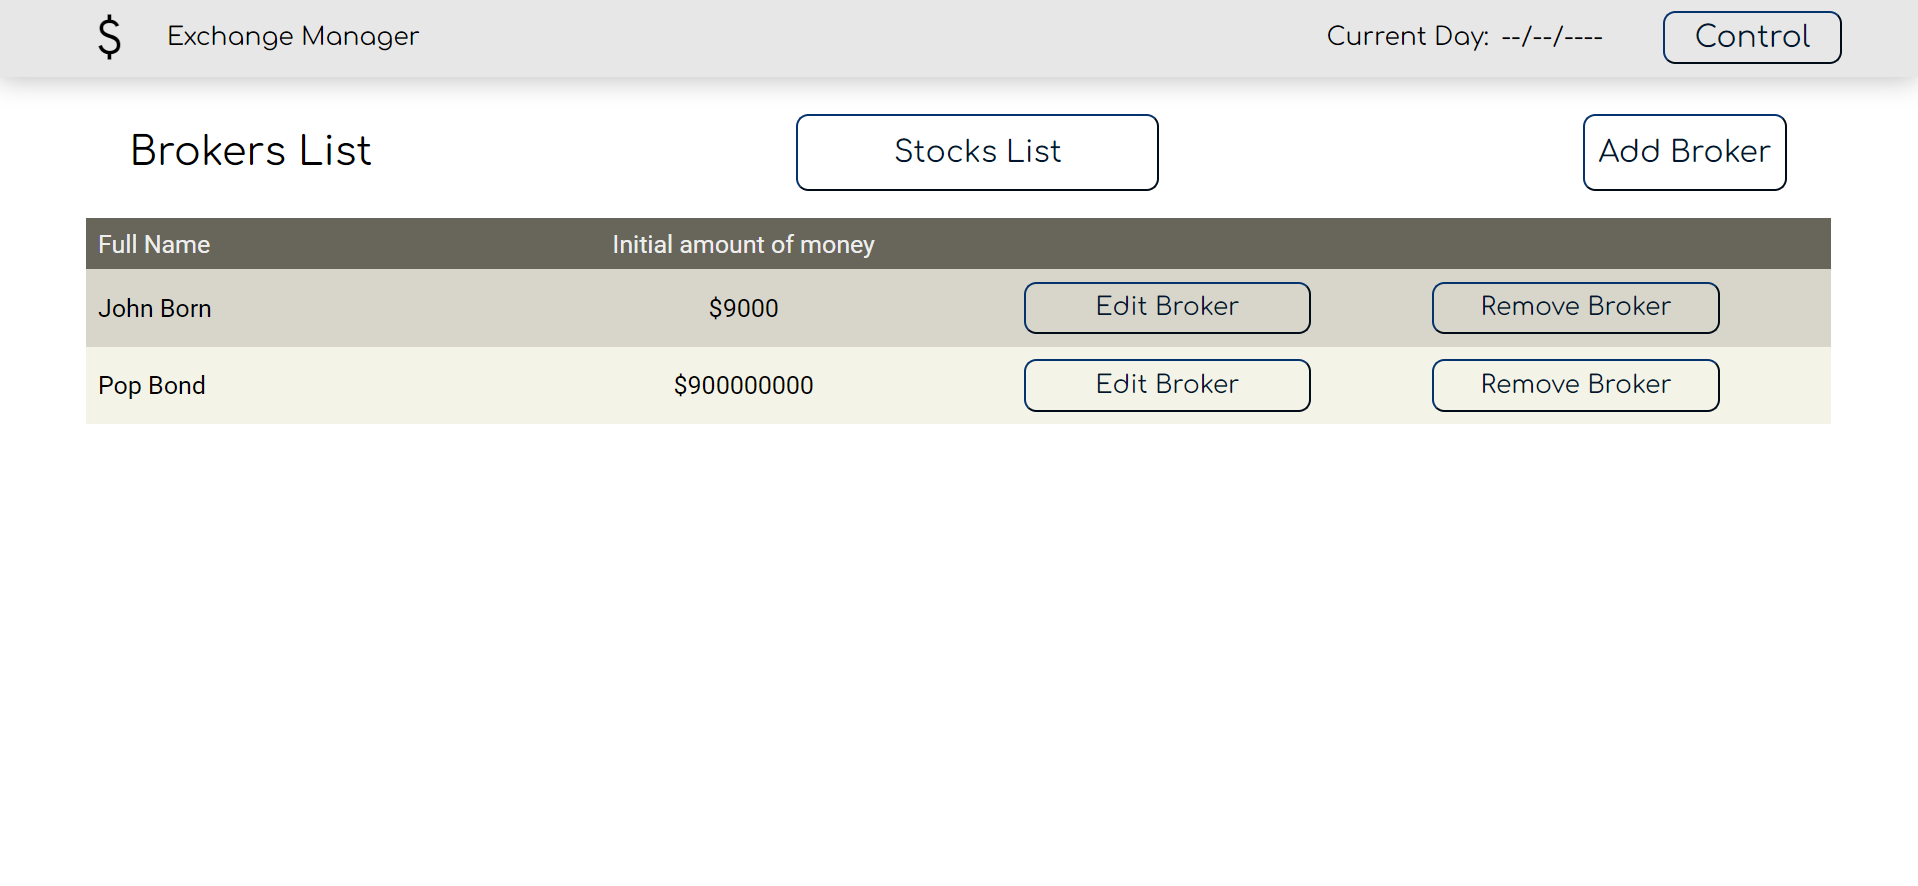 $ Exchange Manager Current Day: --/--/---- Control
Brokers List Stocks List Add Broker
Full Name Initial amount of money
John Born $9000 Edit Broker Remove Broker
Pop Bond $900000000 Edit Broker Remove Broker